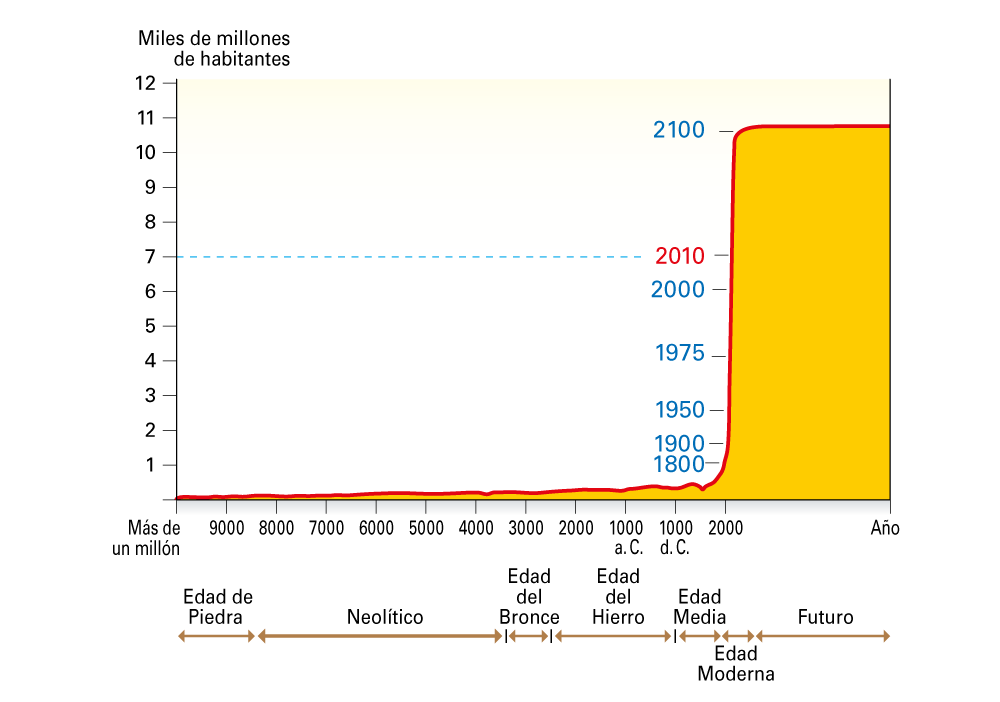 Miles de millones
de habitantes
12
11
10
9
8
7
6
5
4
3
2
1
2100
2010
2000
1975
1950
1900
1800
Más de
un millón
9000 8000 7000 6000 5000 4000 3000 2000 1000 1000 2000 Año
a. C. d. C.
Edad de
Piedra
Neolítico
Edad
del
Bronce
Edad
del
Hierro
Edad
Media
Edad
Moderna
Futuro